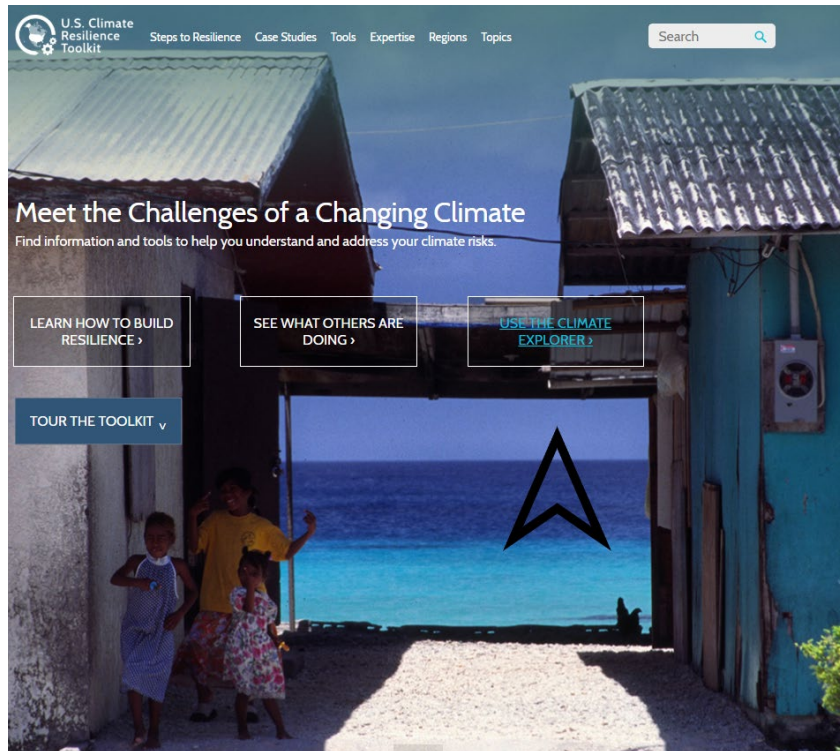 U.S. Climate
Resilience
Toolkit
Steps to Resilience Case Studies Tools Expertise Regions Topics
Search
Meet the Challenges of a Changing Climate
Find information and tools to help you understand and address your climate risks.
LEARN HOW TO BUILD
RESILIENCE ›
SEE WHAT OTHERS ARE
DOING ›
USE THE CLIMATE
EXPLORER ›
TOUR THE TOOLKIT v